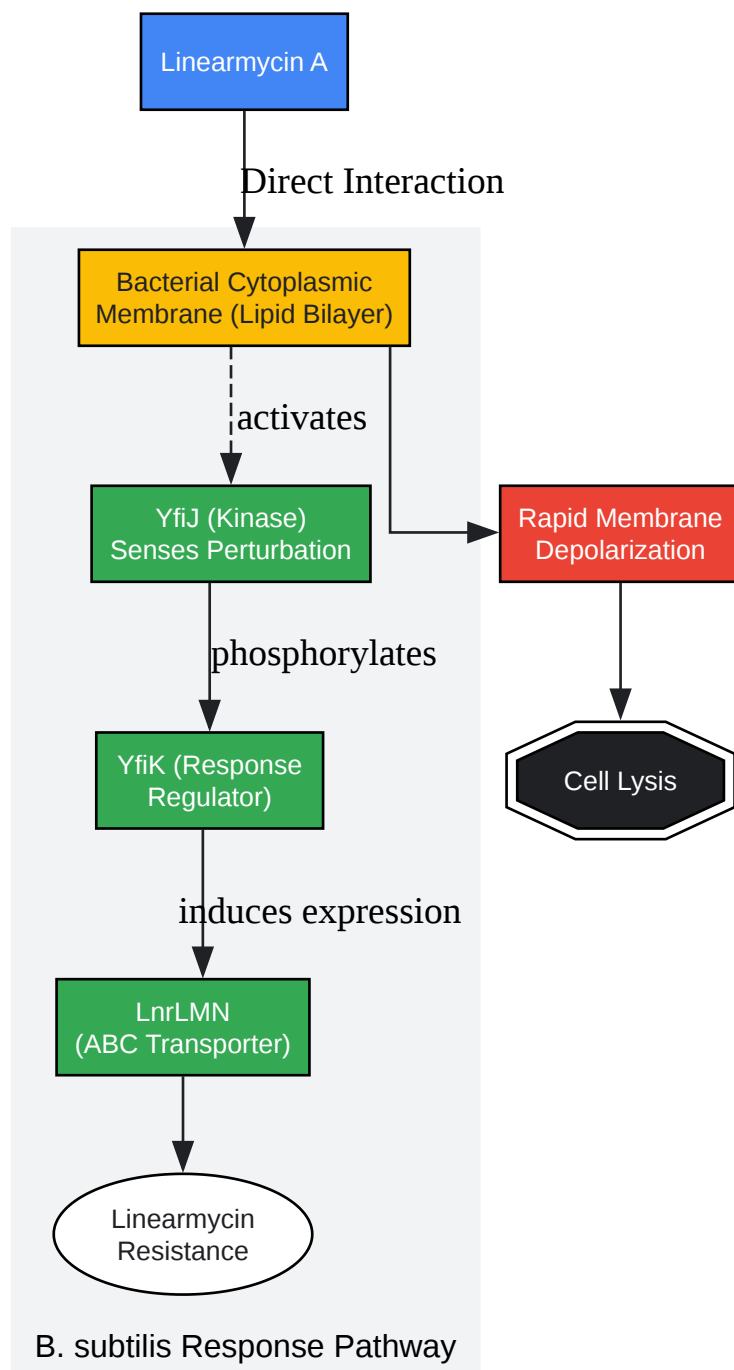 Linearmycin A
Direct Interaction
Bacterial Cytoplasmic
Membrane (Lipid Bilayer)
activates
YfiJ (Kinase)
Senses Perturbation
Rapid Membrane
Depolarization
phosphorylates
YfiK (Response
Regulator)
Cell Lysis
induces expression
LnrLMN
(ABC Transporter)
Linearmycin
Resistance
B. subtilis Response Pathway